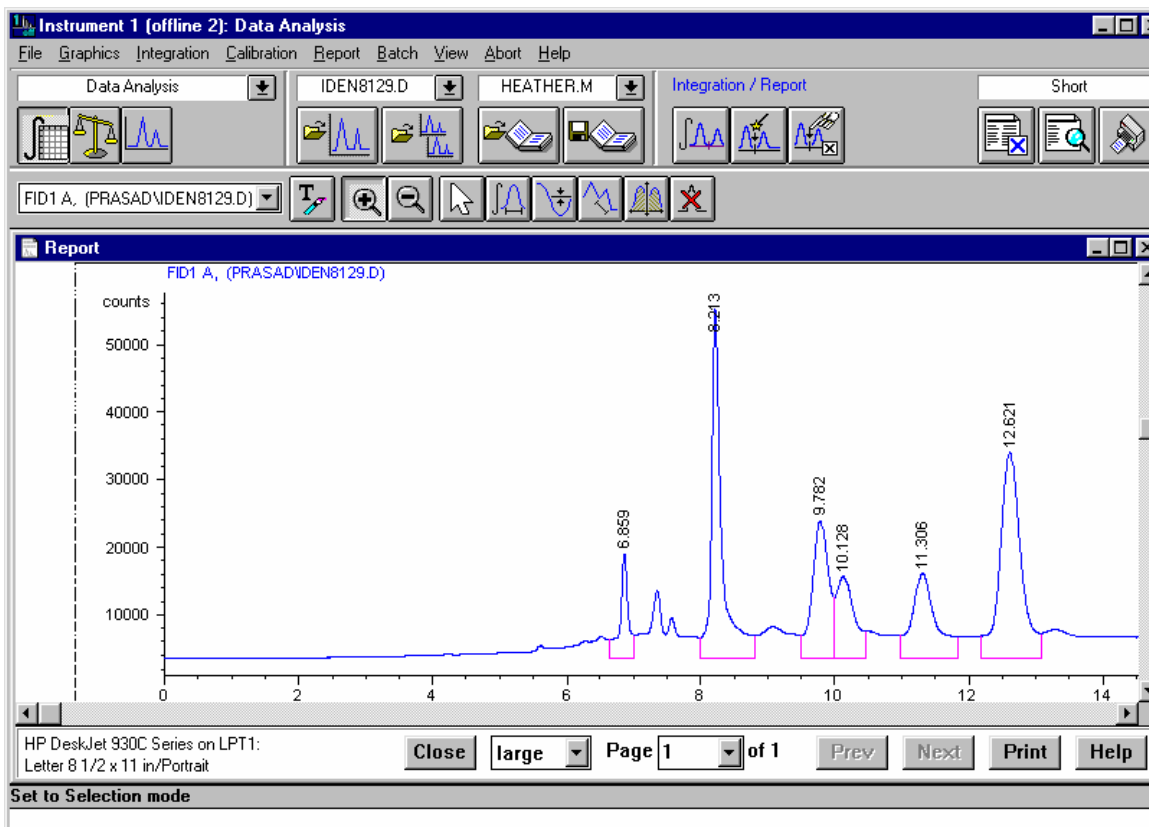 Instrument 1 (offline 2): Data Analysis
File Graphics Integration Calibration Report Batch View Abort Help
Data Analysis IDEN8129.D HEATHER.M Integration / Report Short
FID1 A, (PRASAD\IDEN8129.D)
Report
FID1 A, (PRASAD\IDEN8129.D)
counts
50000
40000
30000
20000
10000
6.859
8.213
9.782
10.128
11.306
12.621
0 2 4 6 8 10 12 14
HP DeskJet 930C Series on LPT1:
Letter 8 1/2 x 11 in/Portrait
Close large Page 1 of 1 Prev Next Print Help
Set to Selection mode